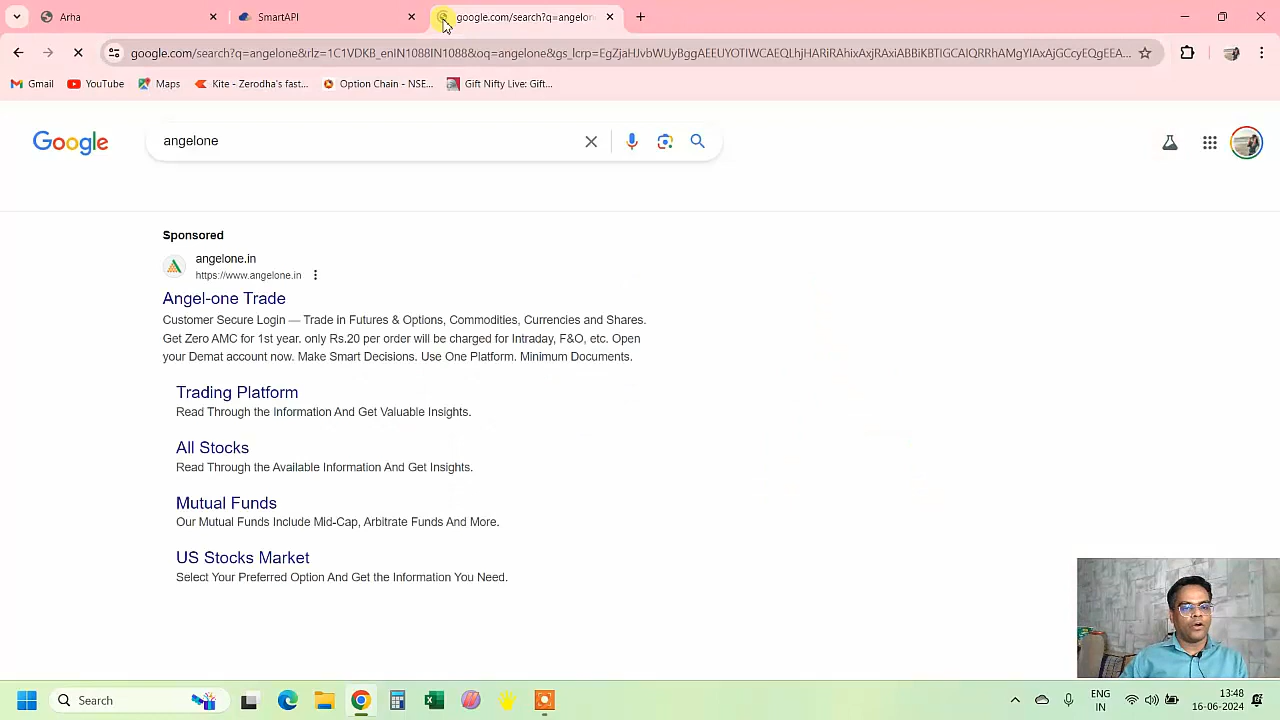 Arha
SmartAPI
google.com/search?q=angelon
google.com/search?q=angelone&rlz=1C1VDKB_enIN1088IN1088&oq=angelone&gs_lcrp=
Gmail
YouTube
Maps
Kite - Zerodha's fast...
Option Chain - NSE...
Gift Nifty Live: Gift...
Google
angelone
Sponsored
angelone.in
https://www.angelone.in
Angel-one Trade
Customer Secure Login — Trade in Futures & Options, Commodities, Currencies and Shares.
Get Zero AMC for 1st year. only Rs.20 per order will be charged for Intraday, F&O, etc. Open
your Demat account now. Make Smart Decisions. Use One Platform. Minimum Documents.
Trading Platform
Read Through the Information And Get Valuable Insights.
All Stocks
Read Through the Available Information And Get Insights.
Mutual Funds
Our Mutual Funds Include Mid-Cap, Arbitrate Funds And More.
US Stocks Market
Select Your Preferred Option And Get the Information You Need.
Search
ENG
IN
13:48
16-06-2024